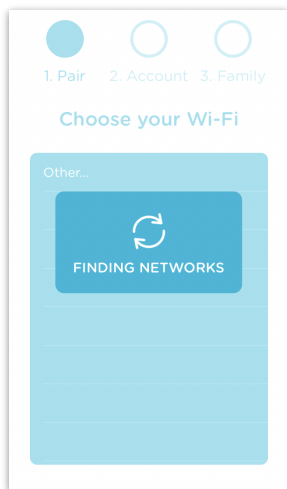 1. Pair 2. Account 3. Family
Choose your Wi-Fi
Other...
FINDING NETWORKS